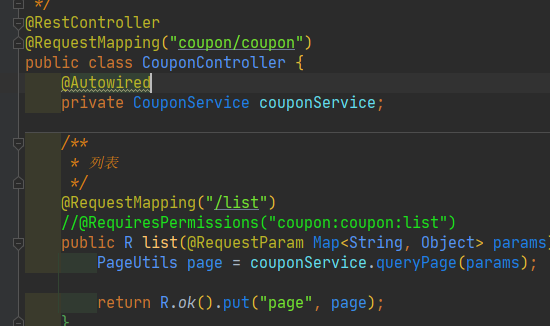 */
@RestController
@RequestMapping("coupon/coupon")
public class CouponController {
@Autowired
private CouponService couponService;
/**
* 列表
*/
@RequestMapping("/list")
//@RequiresPermissions("coupon:coupon:list")
public R list(@RequestParam Map<String, Object> params)
PageUtils page = couponService.queryPage(params);
return R.ok().put("page", page);
}